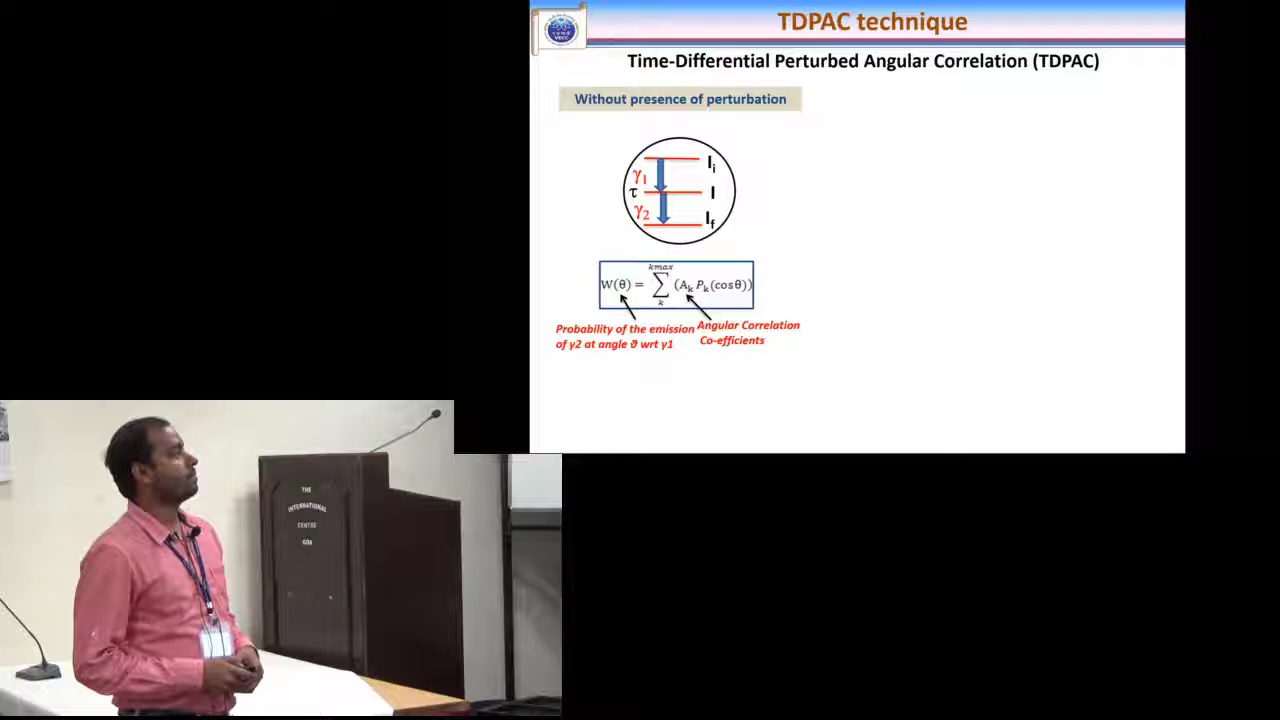 TDPAC technique
VECC
Time-Differential Perturbed Angular Correlation (TDPAC)
Without presence of perturbation
γ1
τ
γ2
Ii
I
If
W(θ) = ∑ kmax k (Ak Pk(cosθ))
Probability of the emission
of γ2 at angle ϑ wrt γ1
Angular Correlation
Co-efficients
THE
INTERNATIONAL
CENTRE
GOA